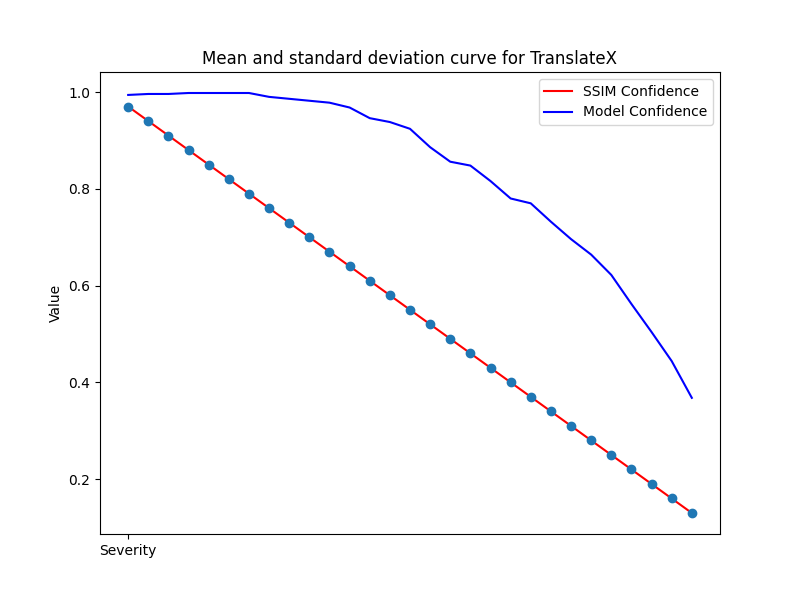 Mean and standard deviation curve for TranslateX
SSIM Confidence
Model Confidence
1.0
0.8
0.6
0.4
0.2
Value
Severity